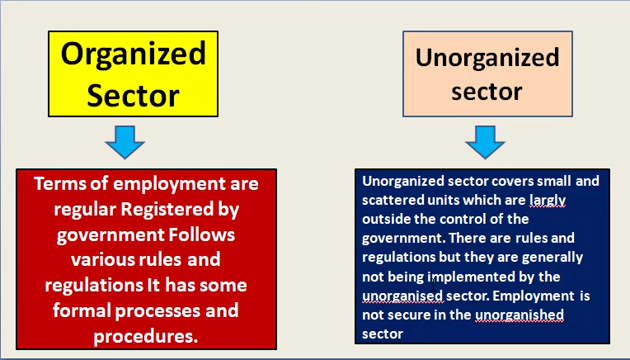 Organized
Sector
Terms of employment are
regular Registered by
government Follows
various rules and
regulations It has some
formal processes and
procedures.
Unorganized
sector
Unorganized sector covers small and
scattered units which are largly
outside the control of the
government. There are rules and
regulations but they are generally
not being implemented by the
unorganised sector. Employment is
not secure in the unorganished
sector